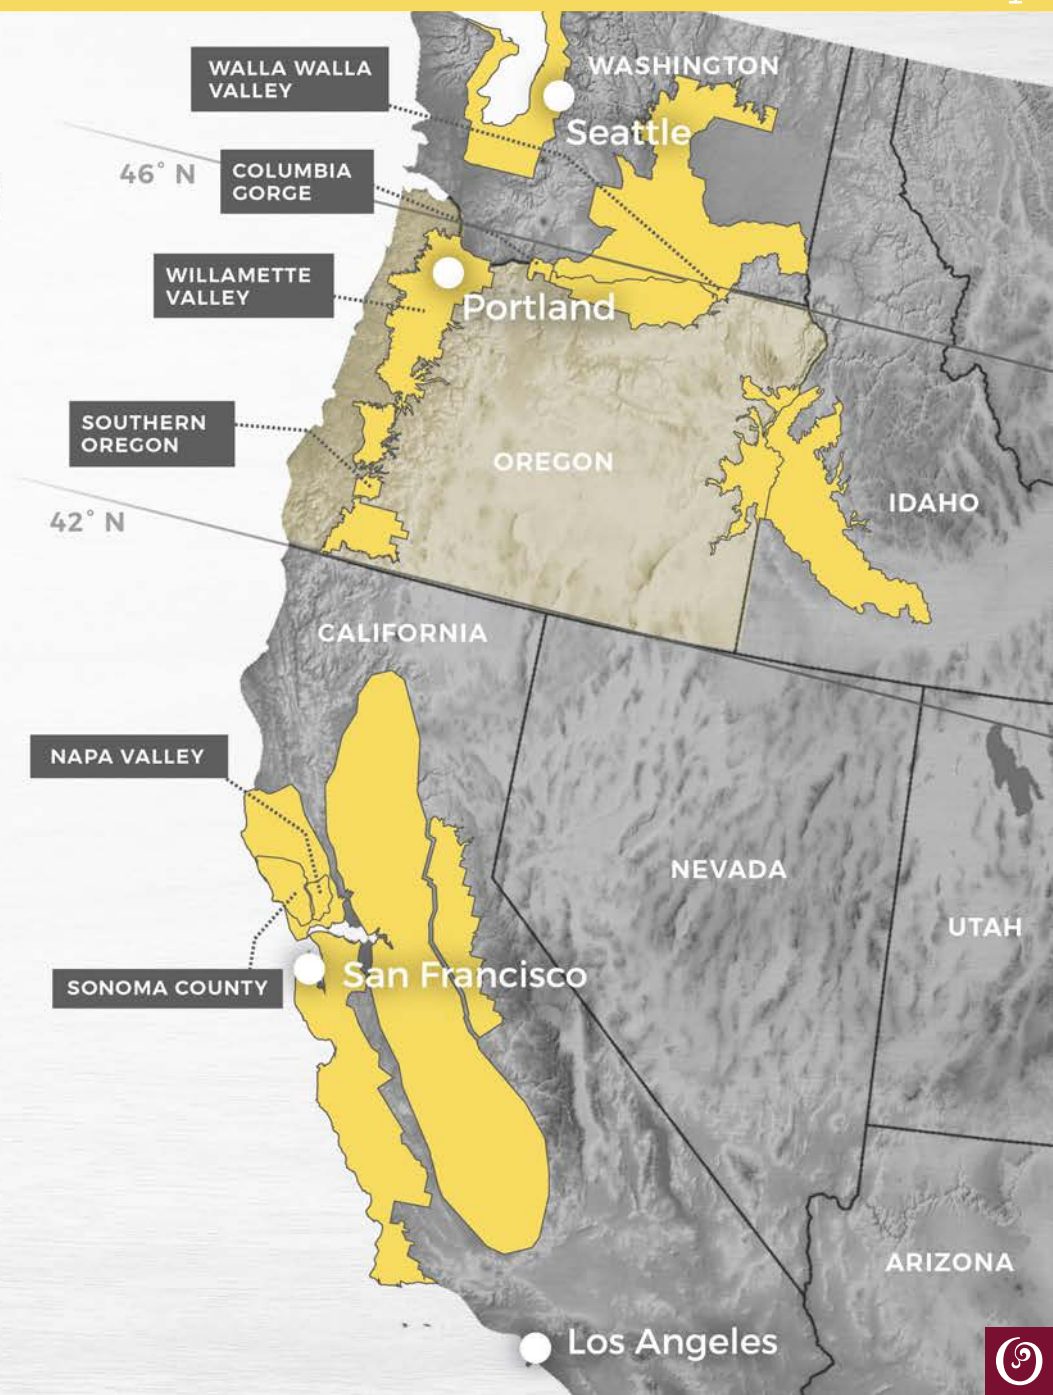 WALLA WALLA
VALLEY
WASHINGTON
Seattle
46° N
COLUMBIA
GORGE
WILLAMETTE
VALLEY
Portland
SOUTHERN
OREGON
OREGON
IDAHO
42° N
CALIFORNIA
NAPA VALLEY
NEVADA
UTAH
San Francisco
SONOMA COUNTY
ARIZONA
Los Angeles